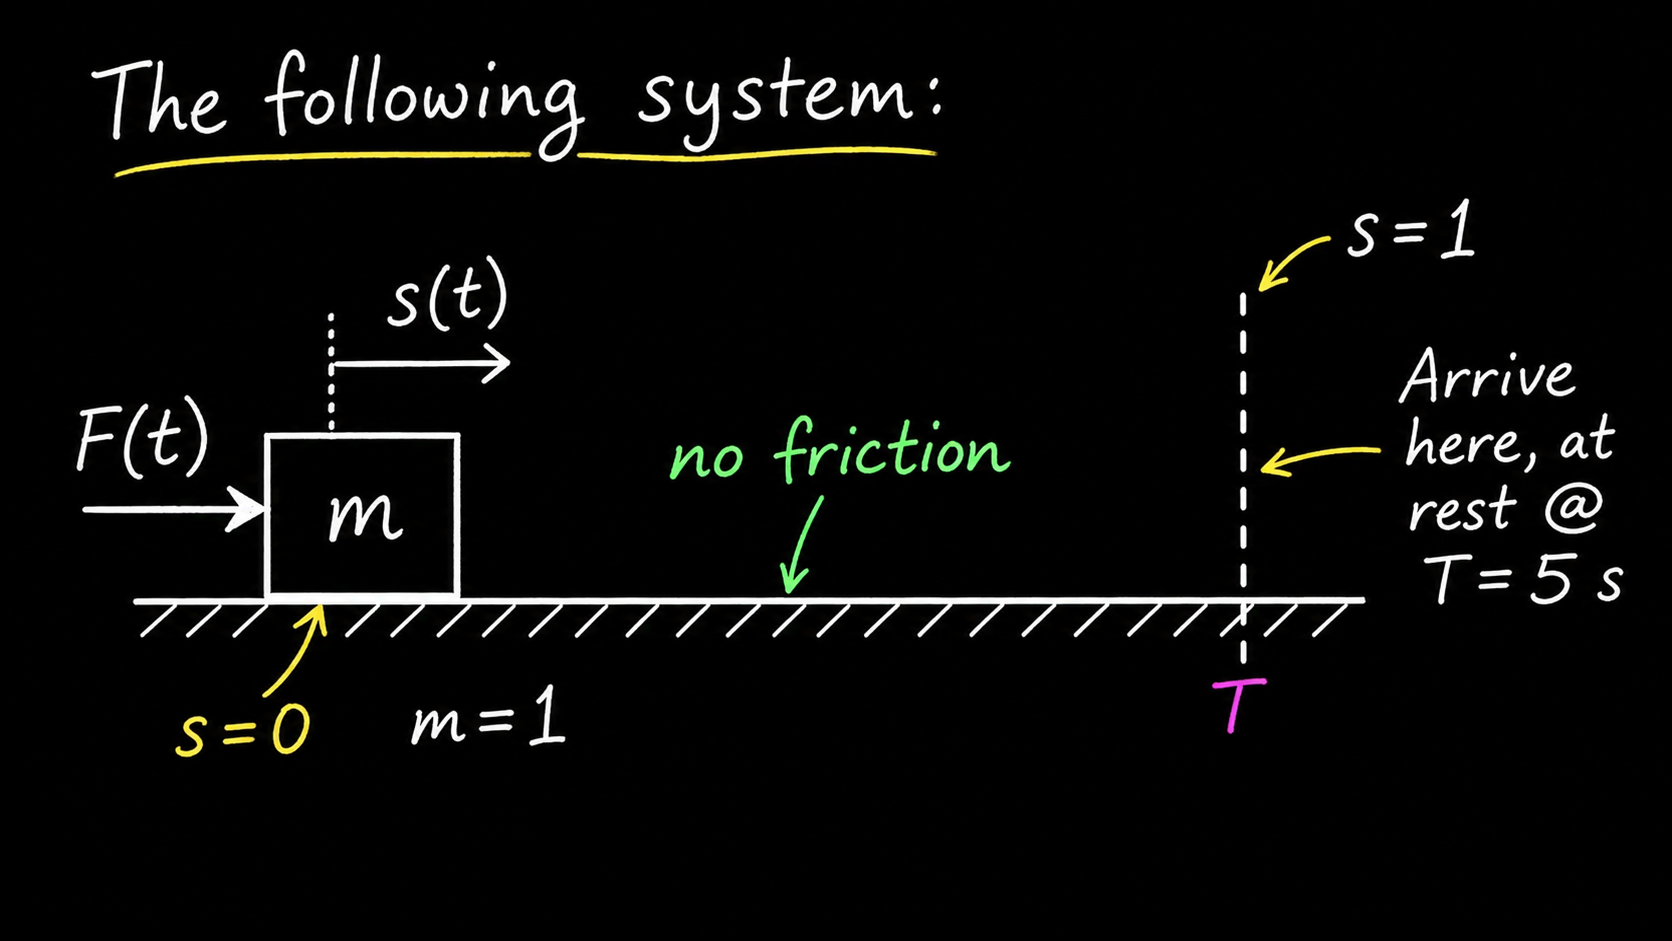 The following system:
s = 1
s(t)
F(t)
m
no friction
Arrive
here, at
rest @
T = 5 s
s = 0
m = 1
T